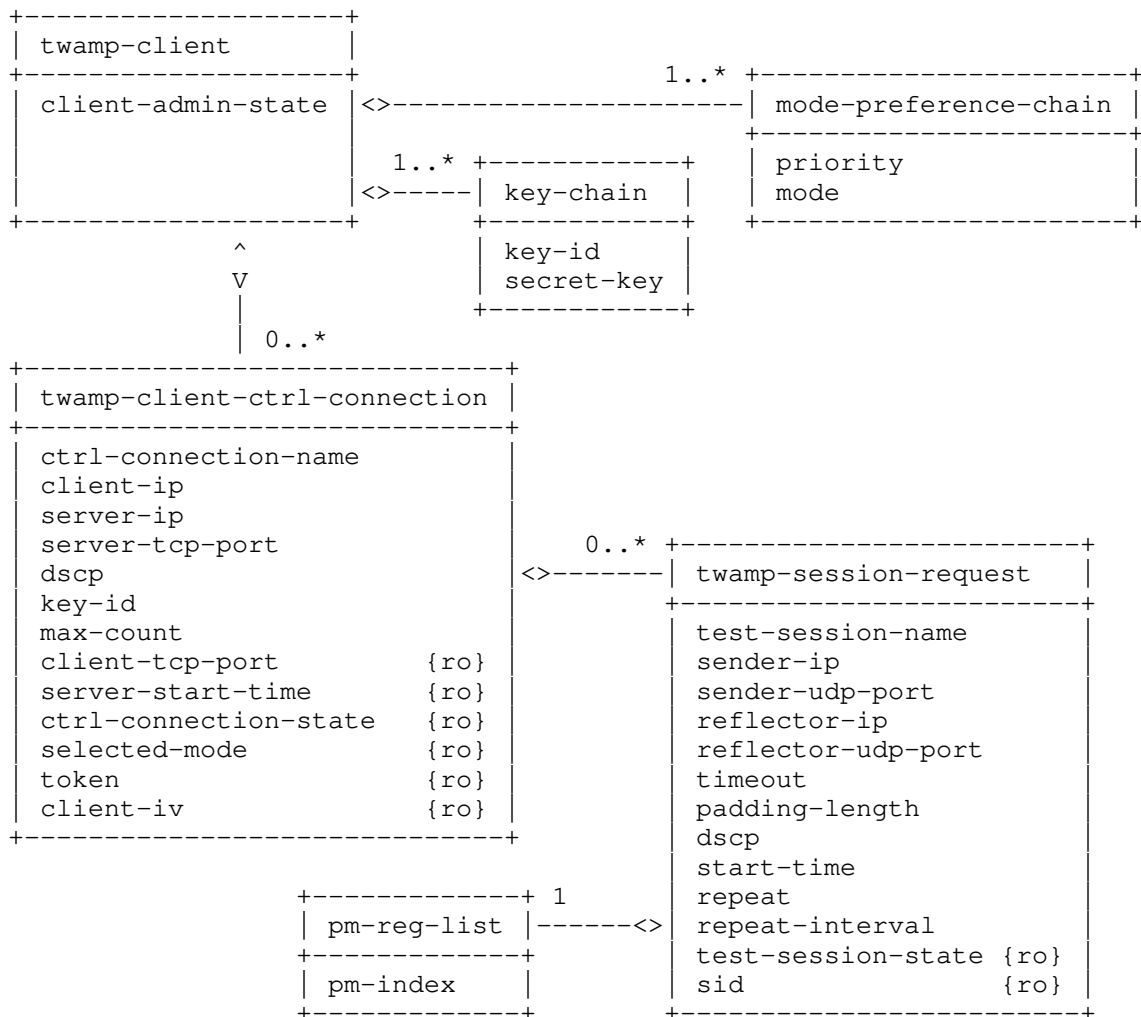 twamp-client
1..*
client-admin-state
mode-preference-chain
1..*
priority
key-chain
mode
key-id
secret-key
0..*
twamp-client-ctrl-connection
ctrl-connection-name
client-ip
server-ip
server-tcp-port
0..*
dscp
twamp-session-request
key-id
max-count
test-session-name
client-tcp-port {ro}
sender-ip
server-start-time {ro}
sender-udp-port
ctrl-connection-state {ro}
reflector-ip
selected-mode {ro}
reflector-udp-port
token {ro}
timeout
client-iv {ro}
padding-length
dscp
start-time
1
repeat
pm-reg-list
repeat-interval
test-session-state {ro}
pm-index
sid {ro}